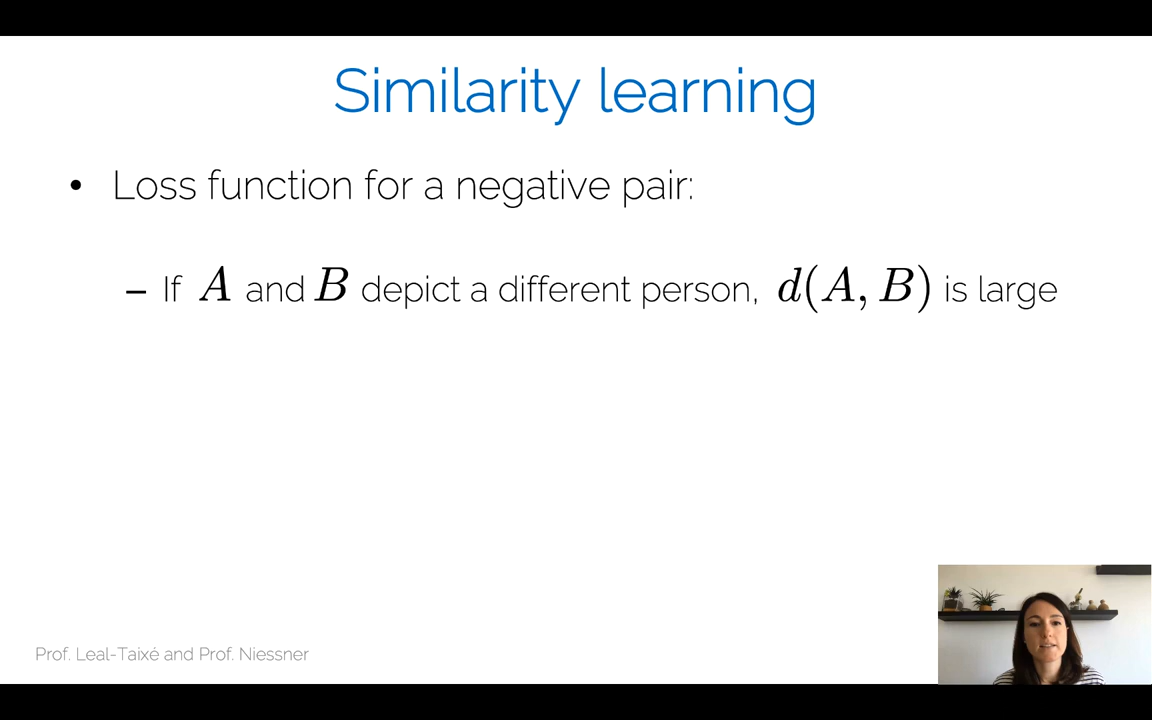 Similarity learning
• Loss function for a negative pair:
– If A and B depict a different person, d(A, B) is large
Prof. Leal-Taixé and Prof. Niessner